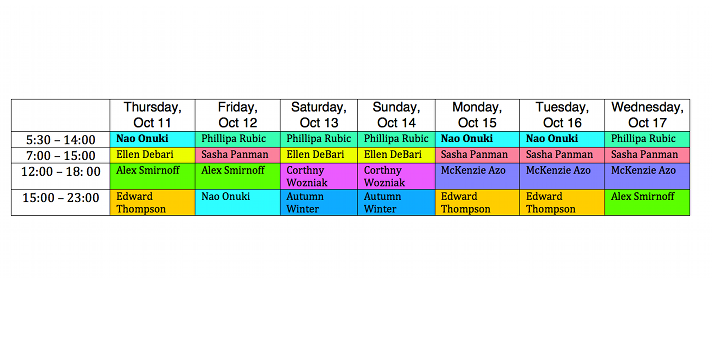 Thursday, Oct 11 Friday, Oct 12 Saturday, Oct 13 Sunday, Oct 14 Monday, Oct 15 Tuesday, Oct 16 Wednesday, Oct 17
5:30 – 14:00 Nao Onuki Phillipa Rubic Phillipa Rubic Phillipa Rubic Nao Onuki Nao Onuki Phillipa Rubic
7:00 – 15:00 Ellen Debari Sasha Panman Ellen DeBari Ellen DeBari Sasha Panman Sasha Panman Sasha Panman
12:00 – 18: 00 Alex Smirnoff Alex Smirnoff Corthny Wozniak Corthny Wozniak McKenzie Azo McKenzie Azo McKenzie Azo
15:00 – 23:00 Edward Thompson Nao Onuki Autumn Winter Autumn Winter Edward Thompson Edward Thompson Alex Smirnoff